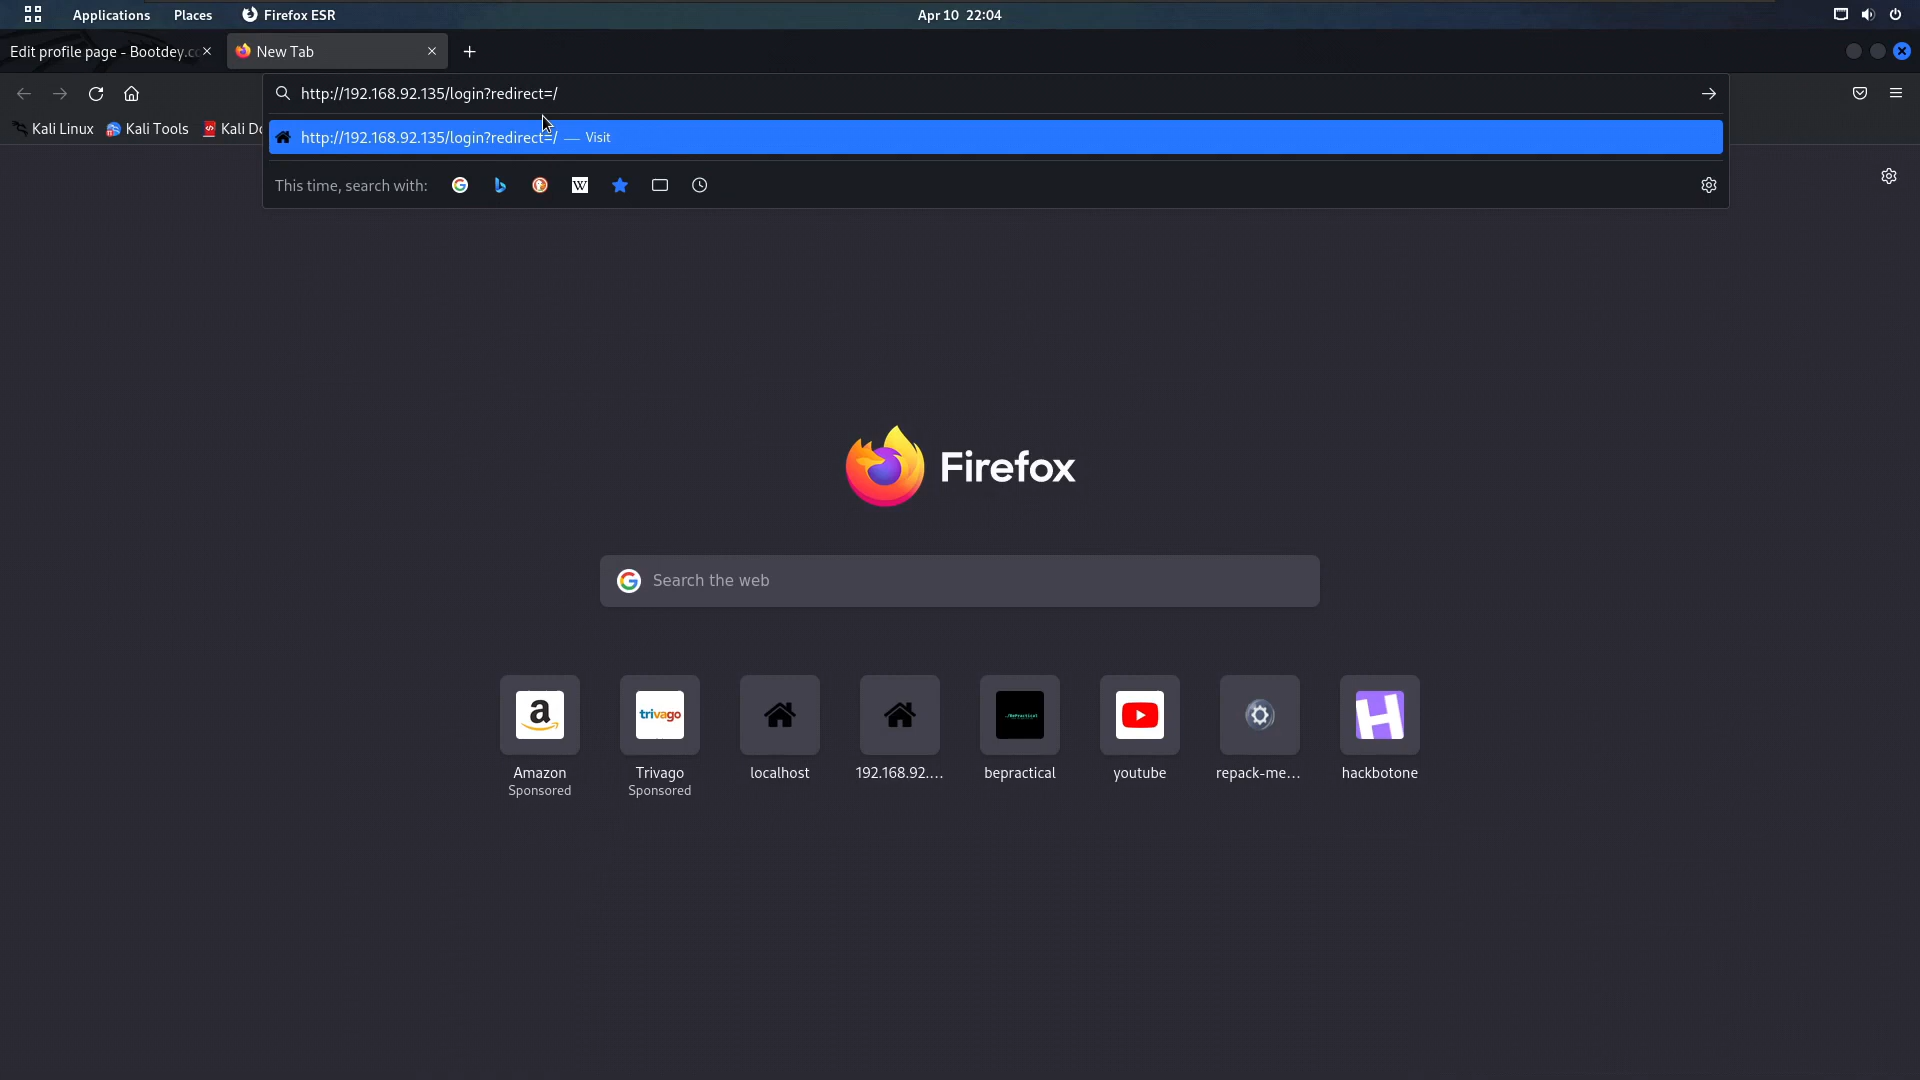 Applications Places Firefox ESR Apr 10 22:04
Edit profile page - Bootdey.c New Tab
http://192.168.92.135/login?redirect=/
Kali Linux Kali Tools Kali Do
http://192.168.92.135/login?redirect=/ — Visit
This time, search with:
Firefox
Search the web
Amazon Trivago localhost 192.168.92.... bepractical youtube repack-me... hackbotone
Sponsored Sponsored